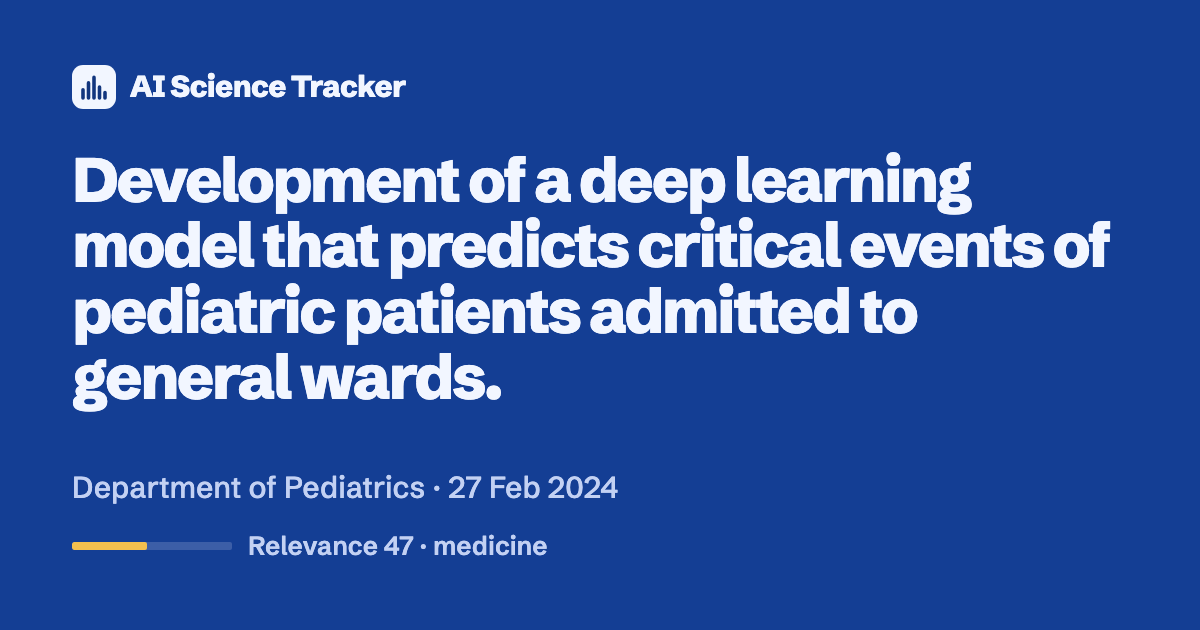 AI Science Tracker
Development of a deep learning
model that predicts critical events of
pediatric patients admitted to
general wards.
Department of Pediatrics · 27 Feb 2024
Relevance 47 · medicine